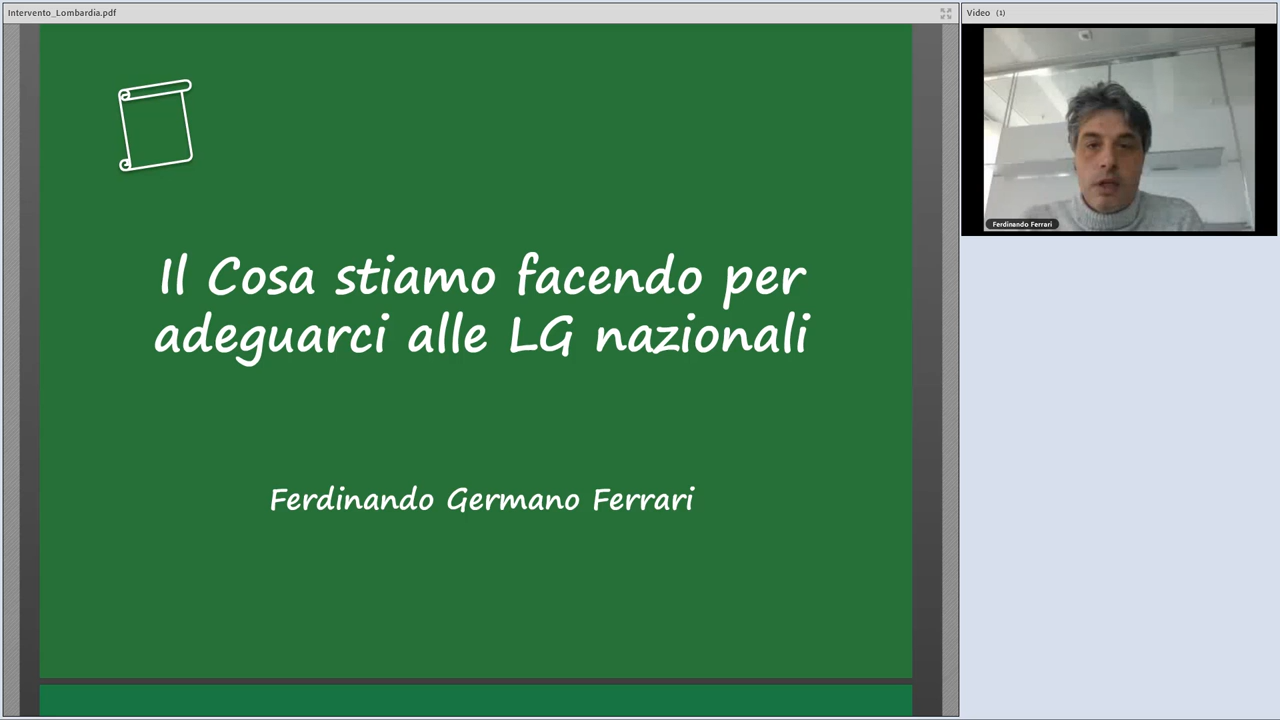 Intervento_Lombardia.pdf
Video (1)
Il Cosa stiamo facendo per
adeguarci alle LG nazionali
Ferdinando Germano Ferrari
Ferdinando Ferrari